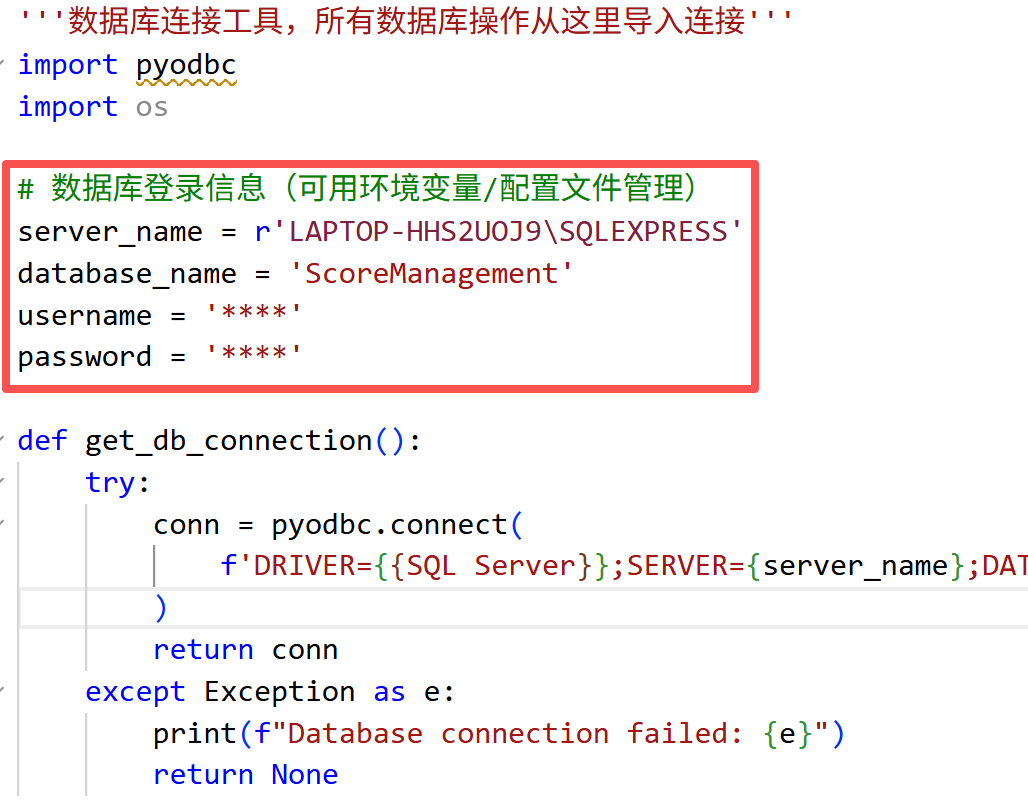 '''数据库连接工具，所有数据库操作从这里导入连接'''
import pyodbc
import os
# 数据库登录信息（可用环境变量/配置文件管理）
server_name = r'LAPTOP-HHS2UOJ9\SQLEXPRESS'
database_name = 'ScoreManagement'
username = '****'
password = '****'
def get_db_connection():
try:
conn = pyodbc.connect(
f'DRIVER={{SQL Server}};SERVER={server_name};DAT
)
return conn
except Exception as e:
print(f"Database connection failed: {e}")
return None